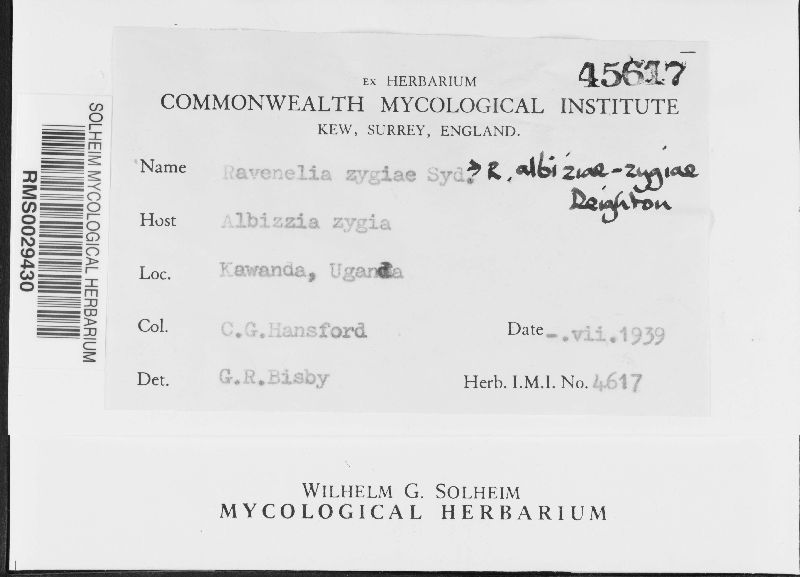 45617
EX HERBARIUM
COMMONWEALTH MYCOLOGICAL INSTITUTE
KEW, SURREY, ENGLAND.
Name Ravenelia zygiae Syd. → R. albiziae-zygiae
Deighton
Host Albizzia zygia
Loc. Kawanda, Uganda
Col. C.G.Hansford Date -.vii.1939
Det. G.R.Bisby Herb. I.M.I. No. 4617
SOLHEIM MYCOLOGICAL HERBARIUM
RMS0029430
WILHELM G. SOLHEIM
MYCOLOGICAL HERBARIUM